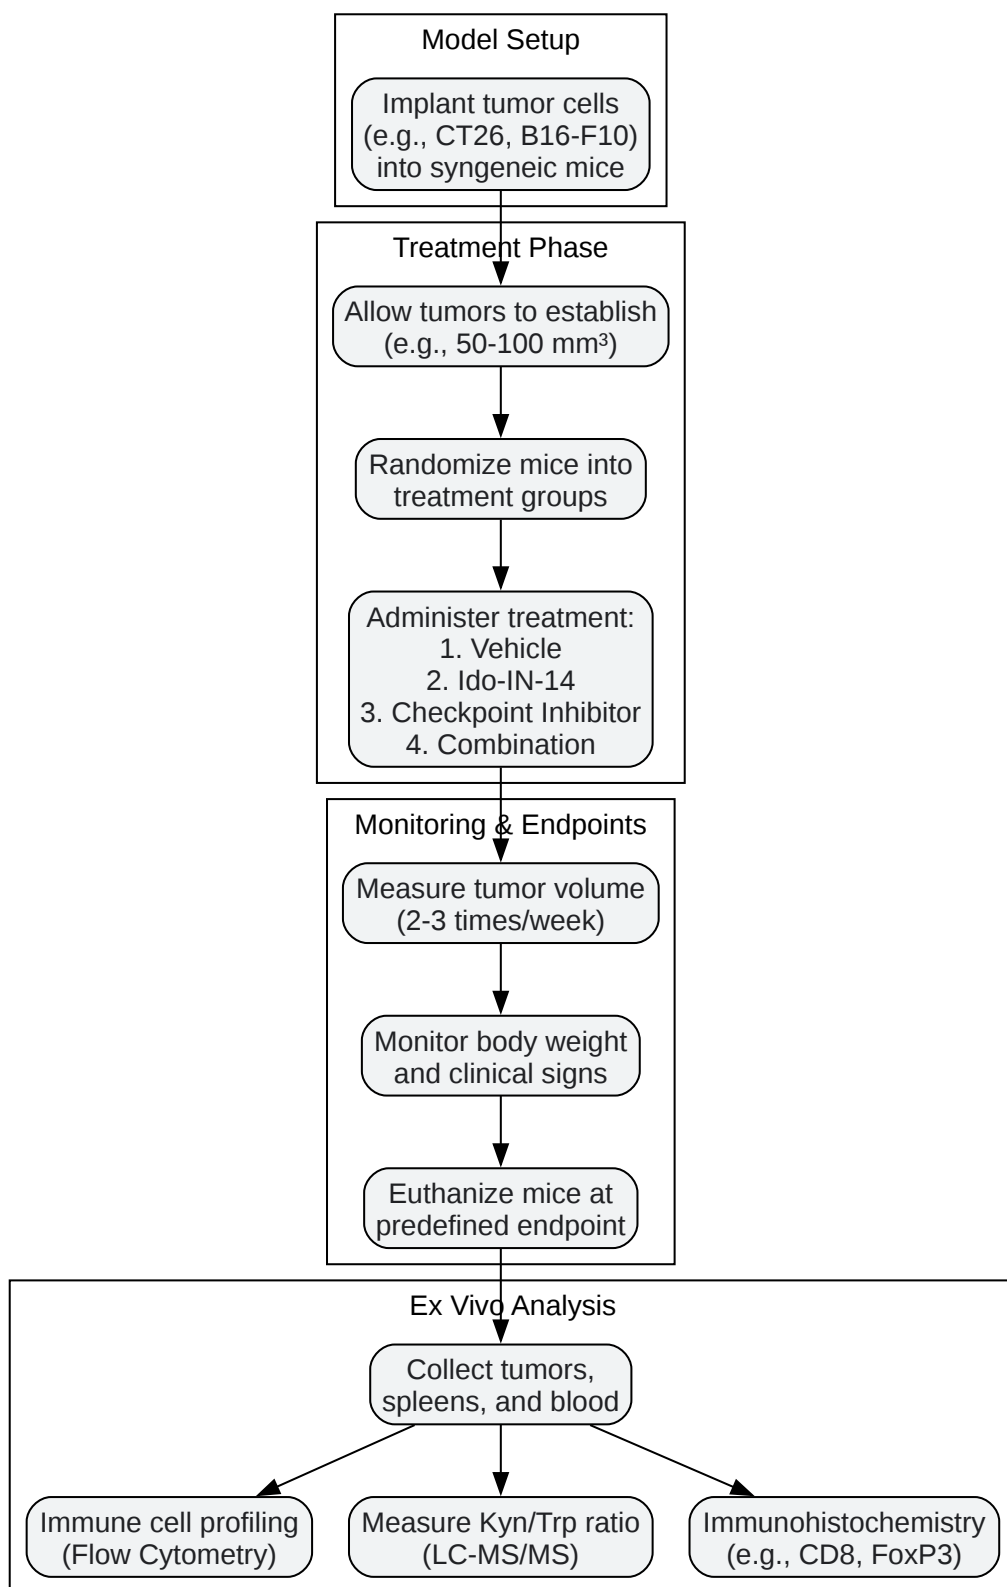 Model Setup
Implant tumor cells
(e.g., CT26, B16-F10)
into syngeneic mice
Treatment Phase
Allow tumors to establish
(e.g., 50-100 mm³)
Randomize mice into
treatment groups
Administer treatment:
1. Vehicle
2. Ido-IN-14
3. Checkpoint Inhibitor
4. Combination
Monitoring & Endpoints
Measure tumor volume
(2-3 times/week)
Monitor body weight
and clinical signs
Euthanize mice at
predefined endpoint
Ex Vivo Analysis
Collect tumors,
spleens, and blood
Immune cell profiling
(Flow Cytometry)
Measure Kyn/Trp ratio
(LC-MS/MS)
Immunohistochemistry
(e.g., CD8, FoxP3)